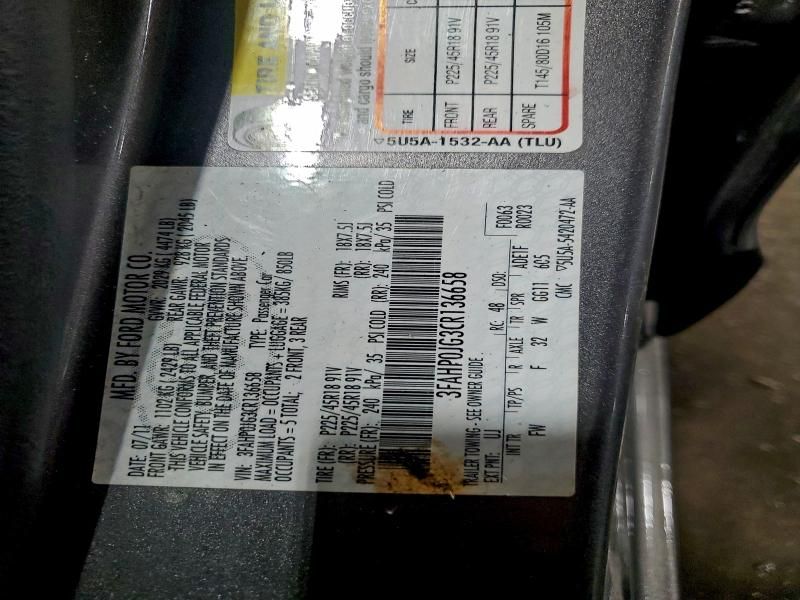 TIRE AND
and cargo should
TIRE SIZE
FRONT P225/45R18 91V
REAR P225/45R18 91V
SPARE T145/80D16 105M
5U5A-1532-AA (TLU)
MFD. BY FORD MOTOR CO.
DATE: 07/11 GVWR: 2029 KG ( 4474 LB)
FRONT GAWR: 1102 KG ( 2429 LB) REAR GAWR: 928 KG ( 2045 LB)
THIS VEHICLE CONFORMS TO ALL APPLICABLE FEDERAL MOTOR
VEHICLE SAFETY, BUMPER, AND THEFT PREVENTION STANDARDS
IN EFFECT ON THE DATE OF MANUFACTURE SHOWN ABOVE.
VIN: 3FAHP0JG3CR136658 TYPE: Passenger Car
MAXIMUM LOAD = OCCUPANTS + LUGGAGE = 385KG/ 850LB
OCCUPANTS = 5 TOTAL: 2 FRONT, 3 REAR
TIRE (FR): P225/45R18 91V RIMS (FR): 18X7.5J
(RR): P225/45R18 91V (RR): 18X7.5J
PRESSURE (FR): 240 kPa/ 35 PSI COLD (RR): 240 kPa/ 35 PSI COLD
3FAHP0JG3CR136658
F0063
R0023
TRAILER TOWING - SEE OWNER GUIDE
EXT PNT: UJ RC: 48 DSO:
INT TR TP/PS R AXLE TR SPR ADETF
FW F 32 W GG11 6C5
CMC 5U5A-5420472-AA